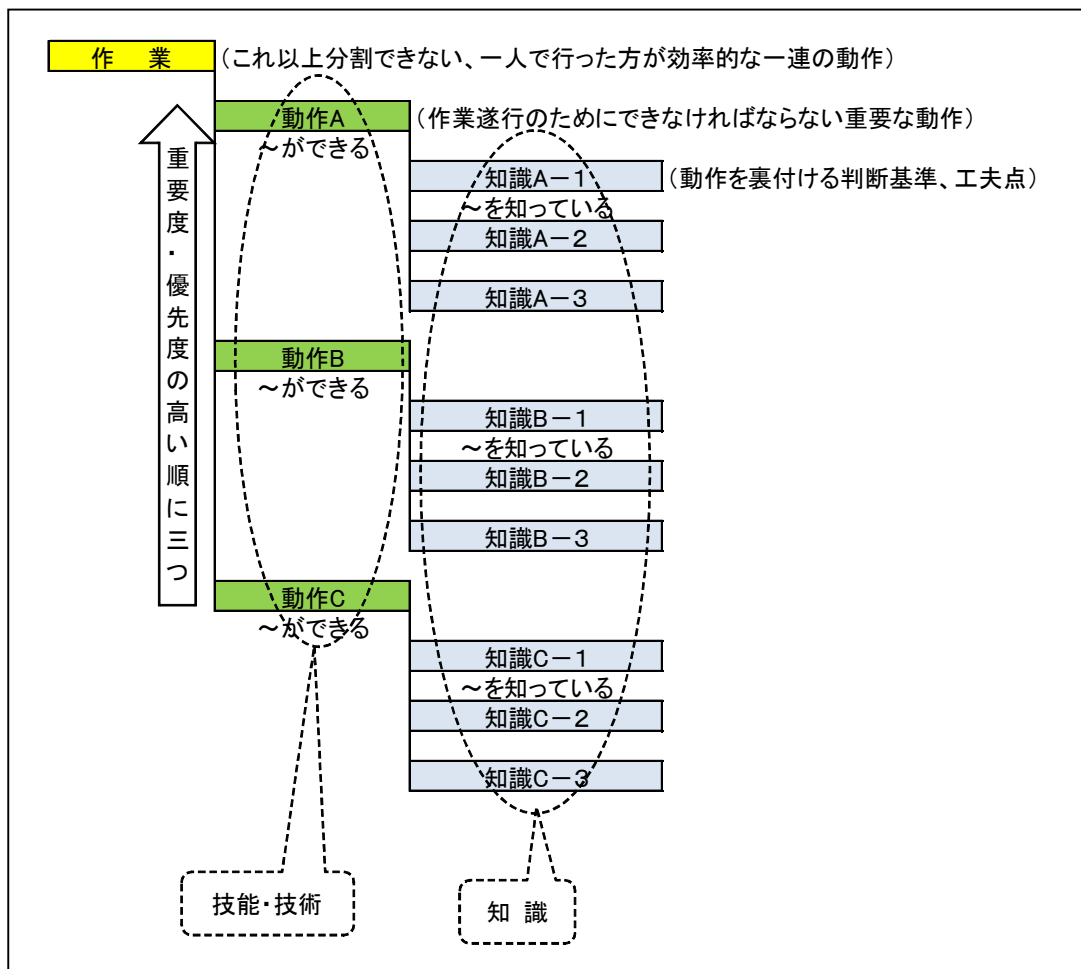 作　業 （これ以上分割できない、一人で行った方が効率的な一連の動作）
動作A （作業遂行のためにできなければならない重要な動作）
～ができる
知識A－1 （動作を裏付ける判断基準、工夫点）
～を知っている
知識A－2
知識A－3
重要度・優先度の高い順に三つ
動作B
～ができる
知識B－1
～を知っている
知識B－2
知識B－3
動作C
～ができる
知識C－1
～を知っている
知識C－2
知識C－3
技能・技術
知 識